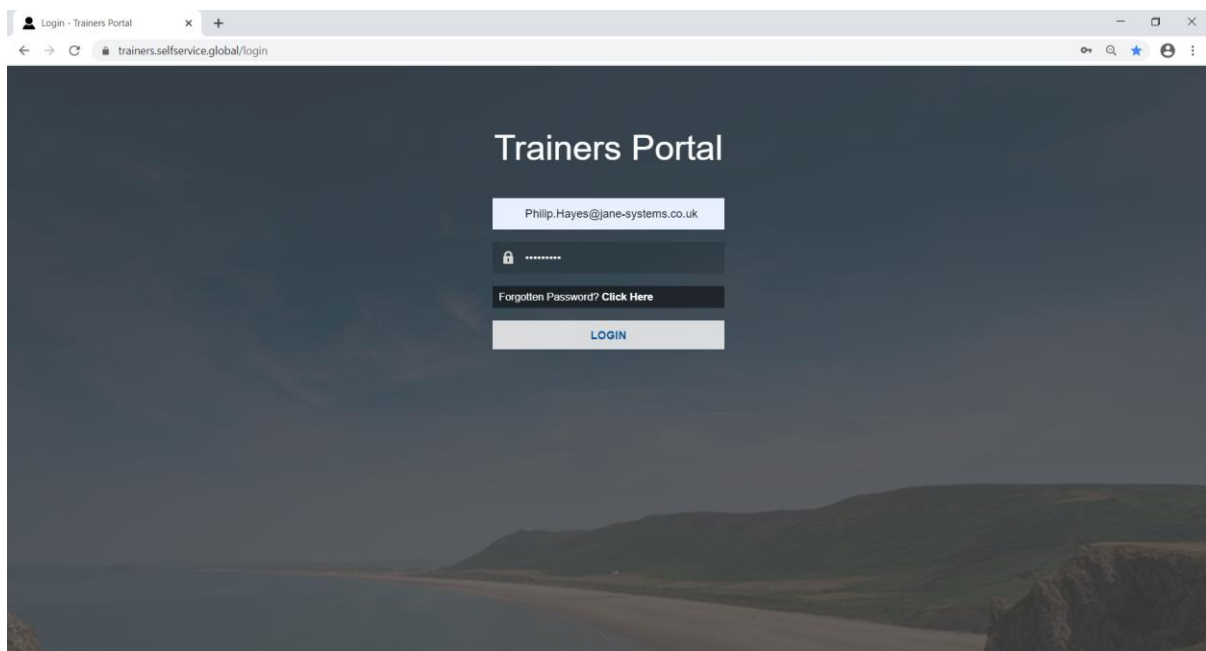 Login - Trainers Portal
trainers.selfservice.global/login
Trainers Portal
Philip.Hayes@jane-systems.co.uk
•••••••••
Forgotten Password? Click Here
LOGIN